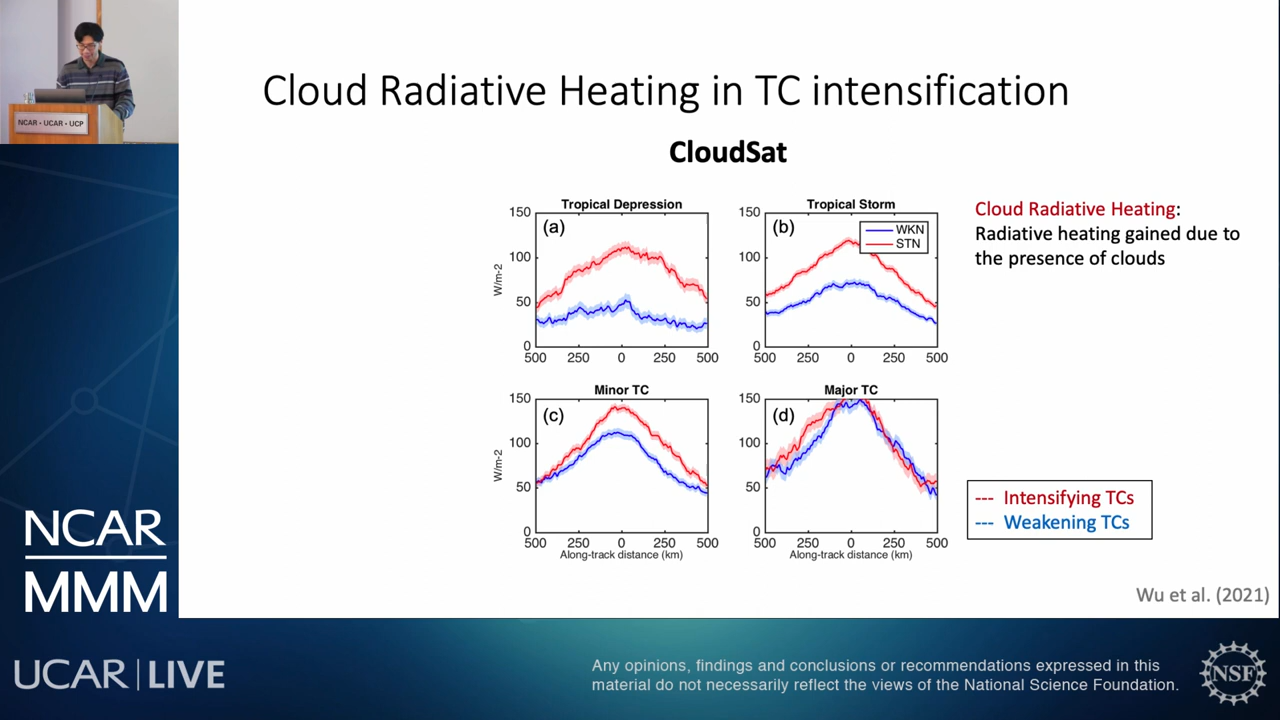 NCAR • UCAR • UCP
Cloud Radiative Heating in TC intensification
CloudSat
Tropical Depression
(a)
W/m-2
150
100
50
0
500 250 0 250 500
Tropical Storm
(b)
WKN
STN
150
100
50
0
500 250 0 250 500
Cloud Radiative Heating:
Radiative heating gained due to
the presence of clouds
Minor TC
(c)
W/m-2
150
100
50
0
500 250 0 250 500
Along-track distance (km)
Major TC
(d)
150
100
50
0
500 250 0 250 500
Along-track distance (km)
--- Intensifying TCs
--- Weakening TCs
Wu et al. (2021)
NCAR
MMM
UCAR | LIVE
Any opinions, findings and conclusions or recommendations expressed in this
material do not necessarily reflect the views of the National Science Foundation.
NSF